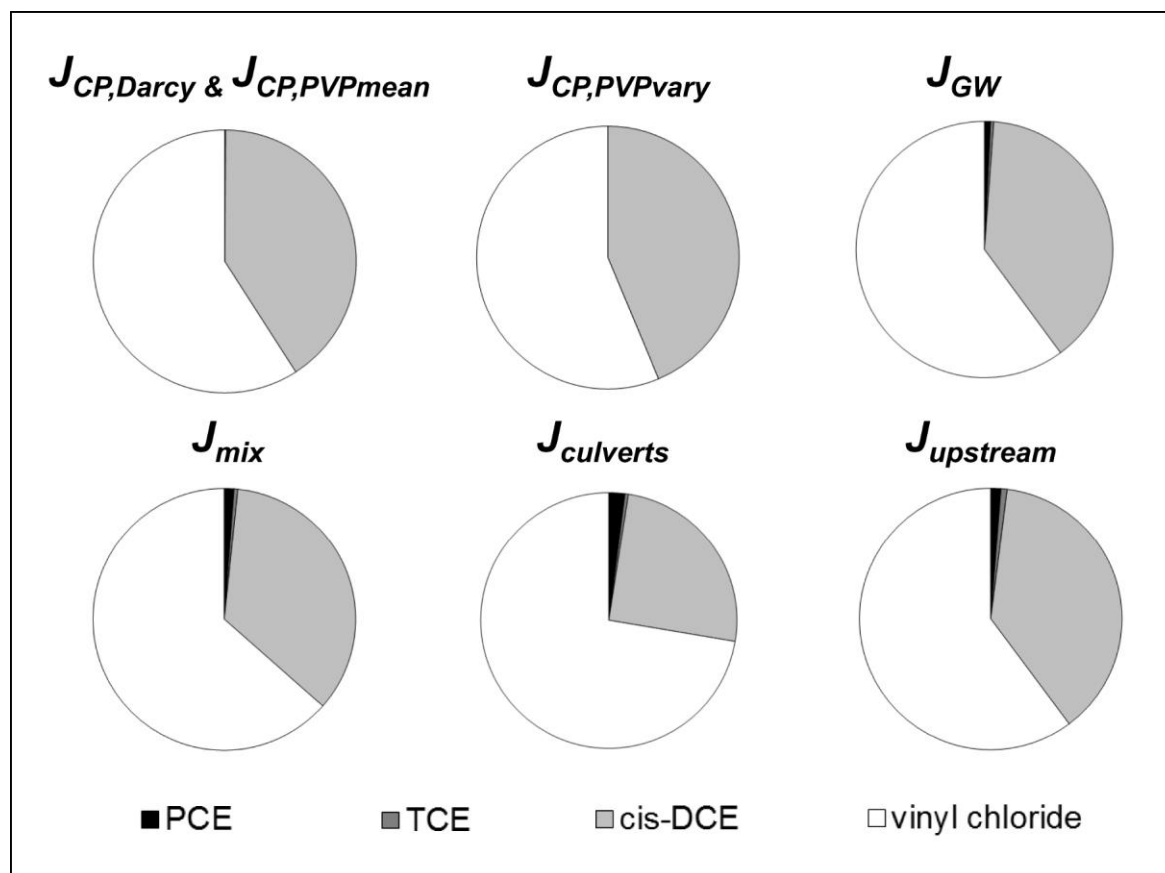 J_CP,Darcy & J_CP,PVPmean J_CP,PVPvary J_GW
J_mix J_culverts J_upstream
PCE TCE cis-DCE vinyl chloride